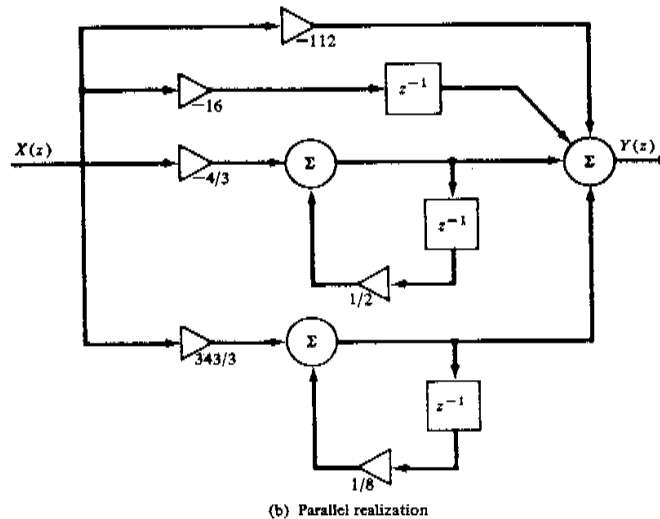 −112
−16
z−1
X(z)
Y(z)
−4/3
Σ
Σ
z−1
1/2
343/3
Σ
z−1
1/8
(b) Parallel realization